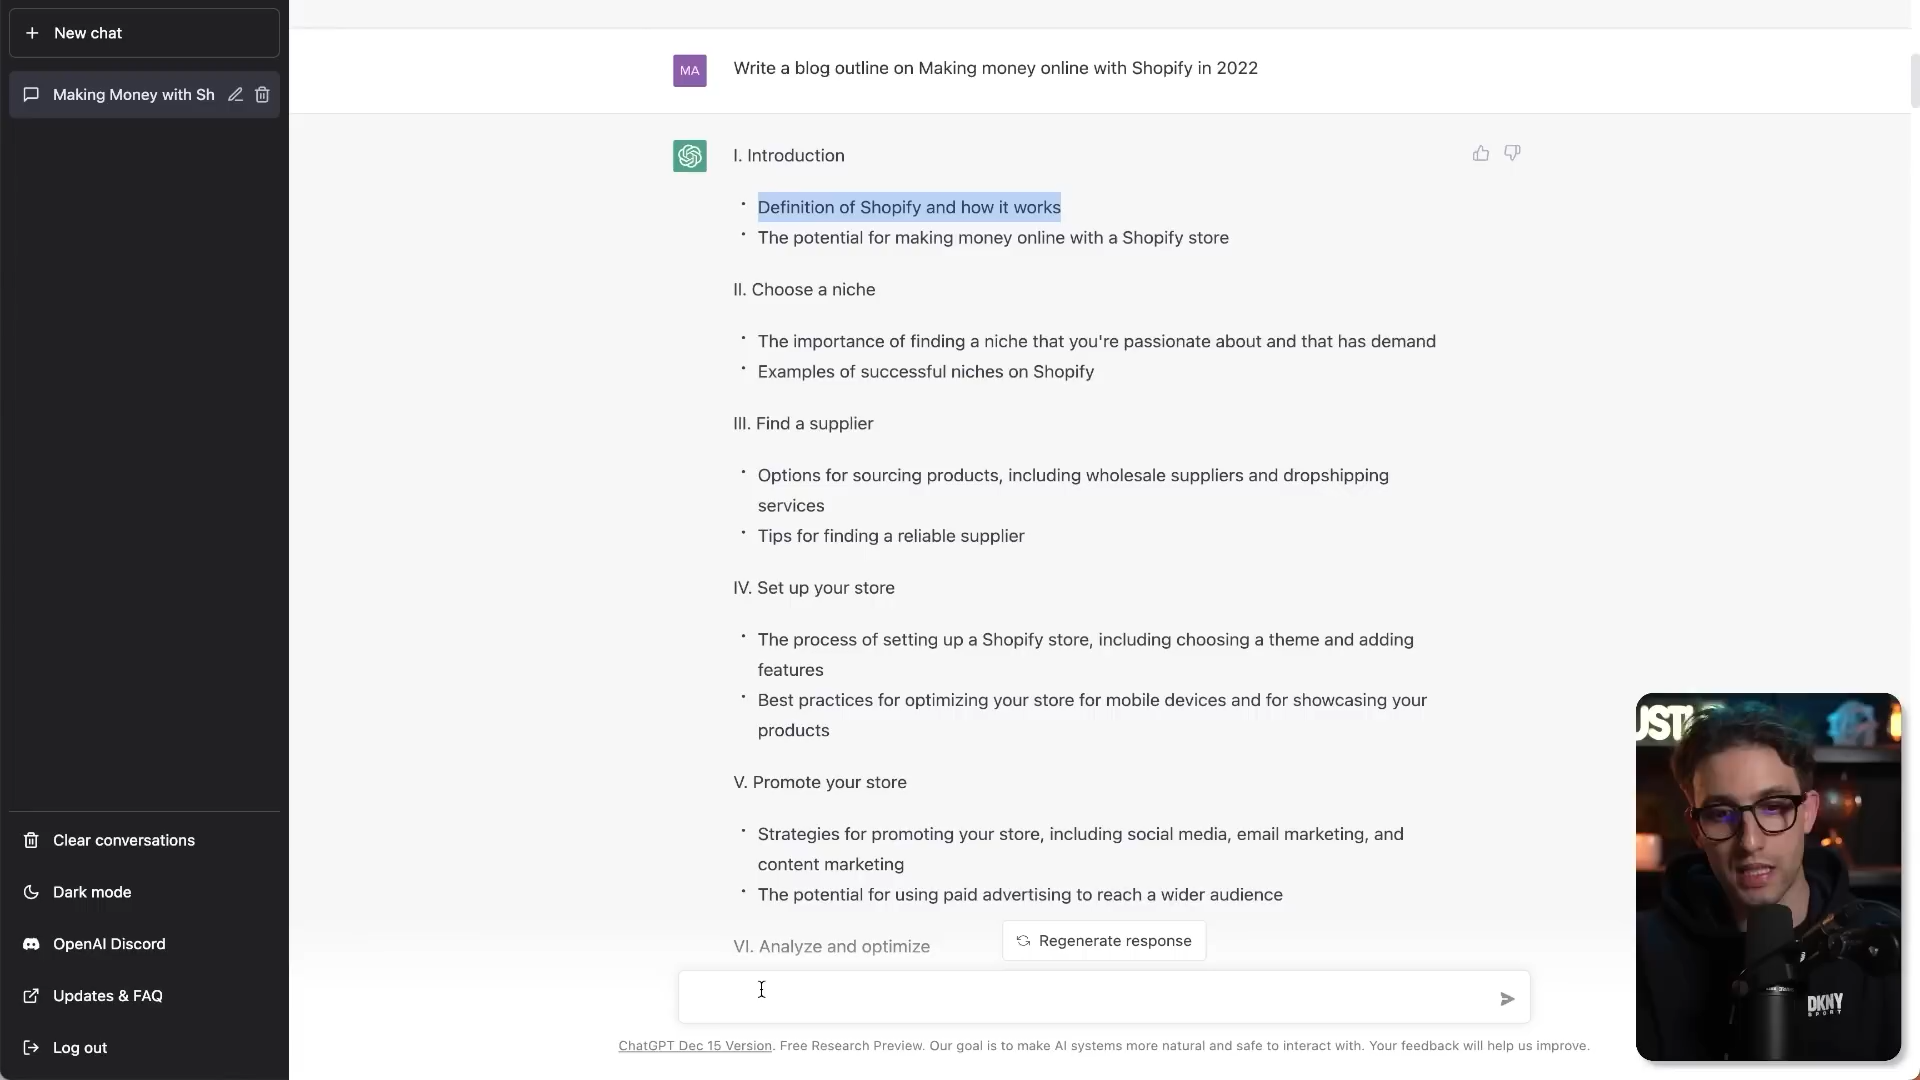 New chat
Making Money with Sh
Clear conversations
Dark mode
OpenAI Discord
Updates & FAQ
Log out
MA
Write a blog outline on Making money online with Shopify in 2022
I. Introduction
• Definition of Shopify and how it works
• The potential for making money online with a Shopify store
II. Choose a niche
• The importance of finding a niche that you're passionate about and that has demand
• Examples of successful niches on Shopify
III. Find a supplier
• Options for sourcing products, including wholesale suppliers and dropshipping
services
• Tips for finding a reliable supplier
IV. Set up your store
• The process of setting up a Shopify store, including choosing a theme and adding
features
• Best practices for optimizing your store for mobile devices and for showcasing your
products
V. Promote your store
• Strategies for promoting your store, including social media, email marketing, and
content marketing
• The potential for using paid advertising to reach a wider audience
VI. Analyze and optimize
Regenerate response
ChatGPT Dec 15 Version. Free Research Preview. Our goal is to make AI systems more natural and safe to interact with. Your feedback will help us improve.
UST
DKNY
SPORT